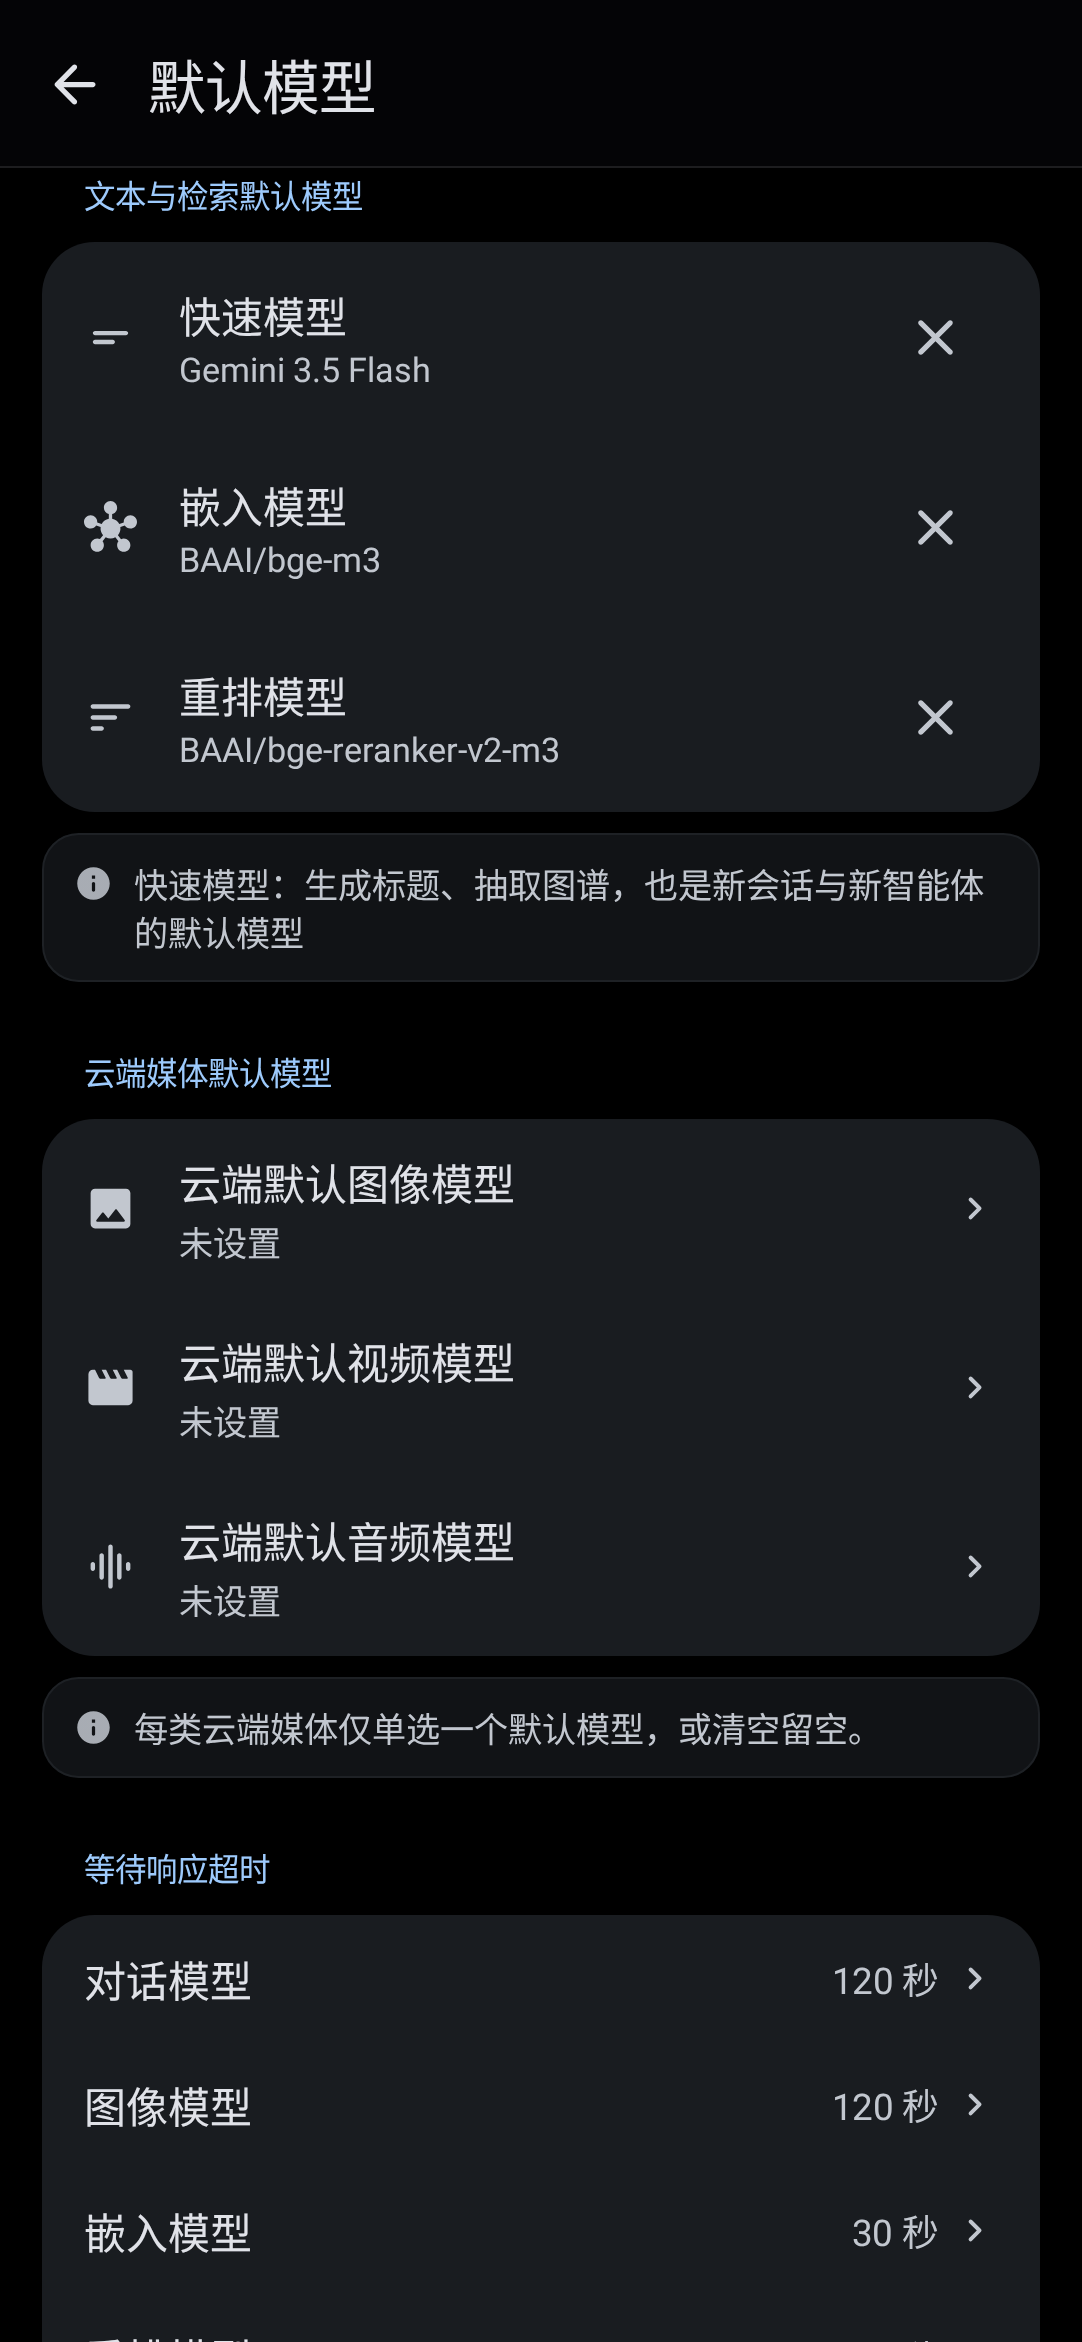 默认模型
文本与检索默认模型
快速模型
Gemini 3.5 Flash
嵌入模型
BAAI/bge-m3
重排模型
BAAI/bge-reranker-v2-m3
快速模型：生成标题、抽取图谱，也是新会话与新智能体
的默认模型
云端媒体默认模型
云端默认图像模型
未设置
云端默认视频模型
未设置
云端默认音频模型
未设置
每类云端媒体仅单选一个默认模型，或清空留空。
等待响应超时
对话模型 120 秒
图像模型 120 秒
嵌入模型 30 秒